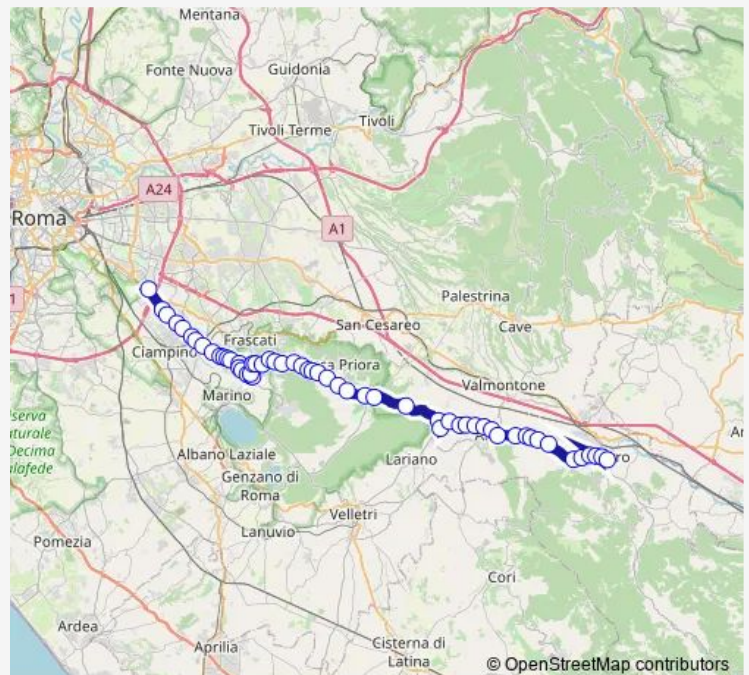 Mentana
Fonte Nuova
Guidonia
Tivoli Terme
Tivoli
A24
Roma
A1
Palestrina
San Cesareo
Cave
Frascati
Ciampino
Valmontone
Marino
Albano Laziale
Lariano
Genzano di
Roma
Velletri
Lanuvio
Pomezia
Cori
Ardea
Aprilia
Cisterna di
Latina
© OpenStreetMap contributors